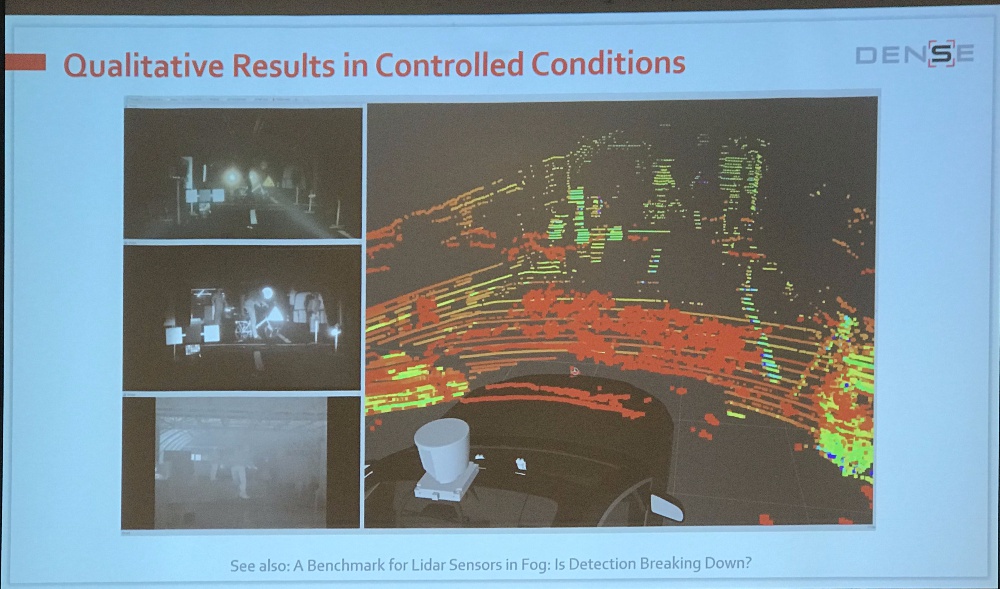 Qualitative Results in Controlled Conditions
DENSE
See also: A Benchmark for Lidar Sensors in Fog: Is Detection Breaking Down?